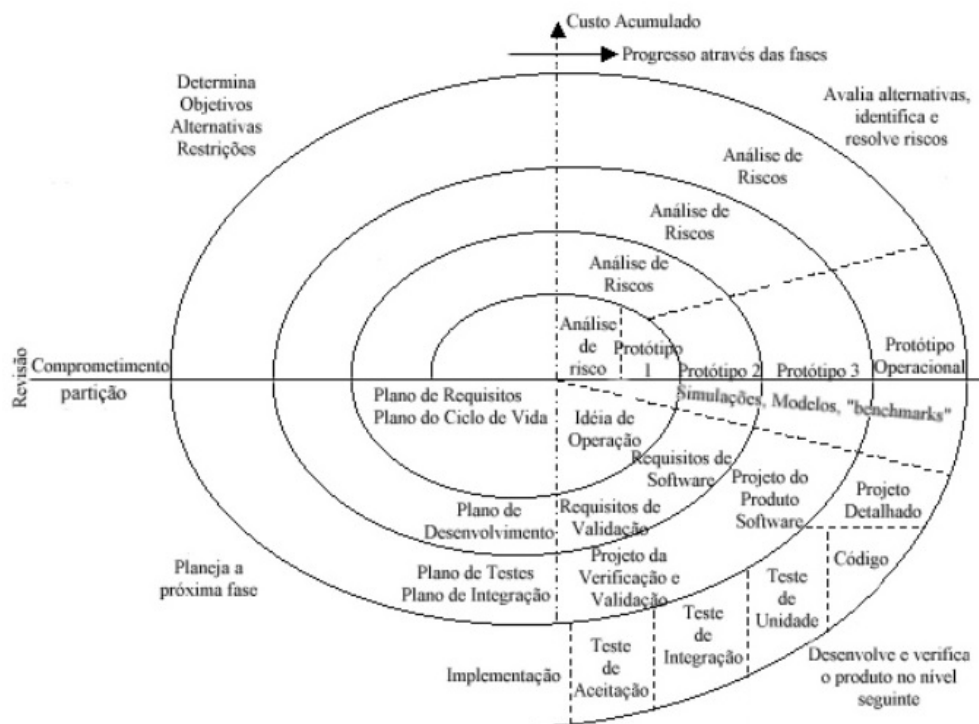 Custo Acumulado
Progresso através das fases
Determina
Objetivos
Alternativas
Restrições
Avalia alternativas,
identifica e
resolve riscos
Análise de
Riscos
Análise de
Riscos
Análise de
Riscos
Análise
de
risco
Protótipo
1
Protótipo 2
Protótipo 3
Protótipo
Operacional
Revisão
Comprometimento
partição
Simulações, Modelos, "benchmarks"
Plano de Requisitos
Plano do Ciclo de Vida
Idéia de
Operação
Requisitos de
Software
Projeto do
Produto
Software
Projeto
Detalhado
Plano de
Desenvolvimento
Requisitos de
Validação
Código
Planeja a
próxima fase
Plano de Testes
Plano de Integração
Projeto da
Verificação e
Validação
Teste
de
Unidade
Teste
de
Integração
Teste
de
Aceitação
Implementação
Desenvolve e verifica
o produto no nível
seguinte